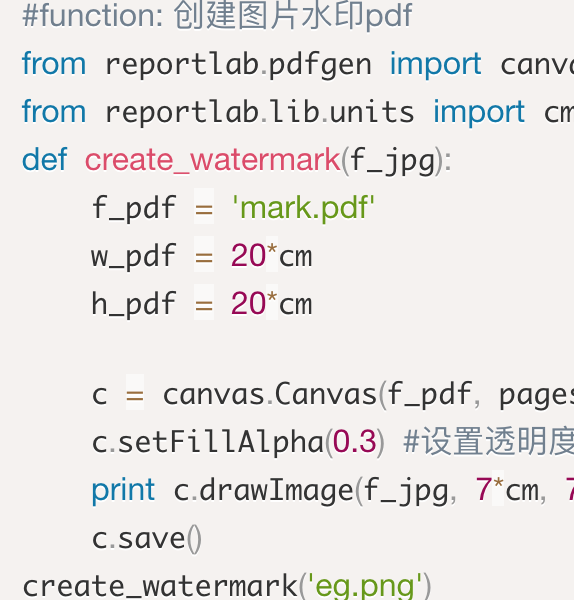 #function: 创建图片水印pdf
from reportlab.pdfgen import canva
from reportlab.lib.units import cm
def create_watermark(f_jpg):
f_pdf = 'mark.pdf'
w_pdf = 20*cm
h_pdf = 20*cm
c = canvas.Canvas(f_pdf, pages
c.setFillAlpha(0.3) #设置透明度
print c.drawImage(f_jpg, 7*cm, 7
c.save()
create_watermark('eg.png')